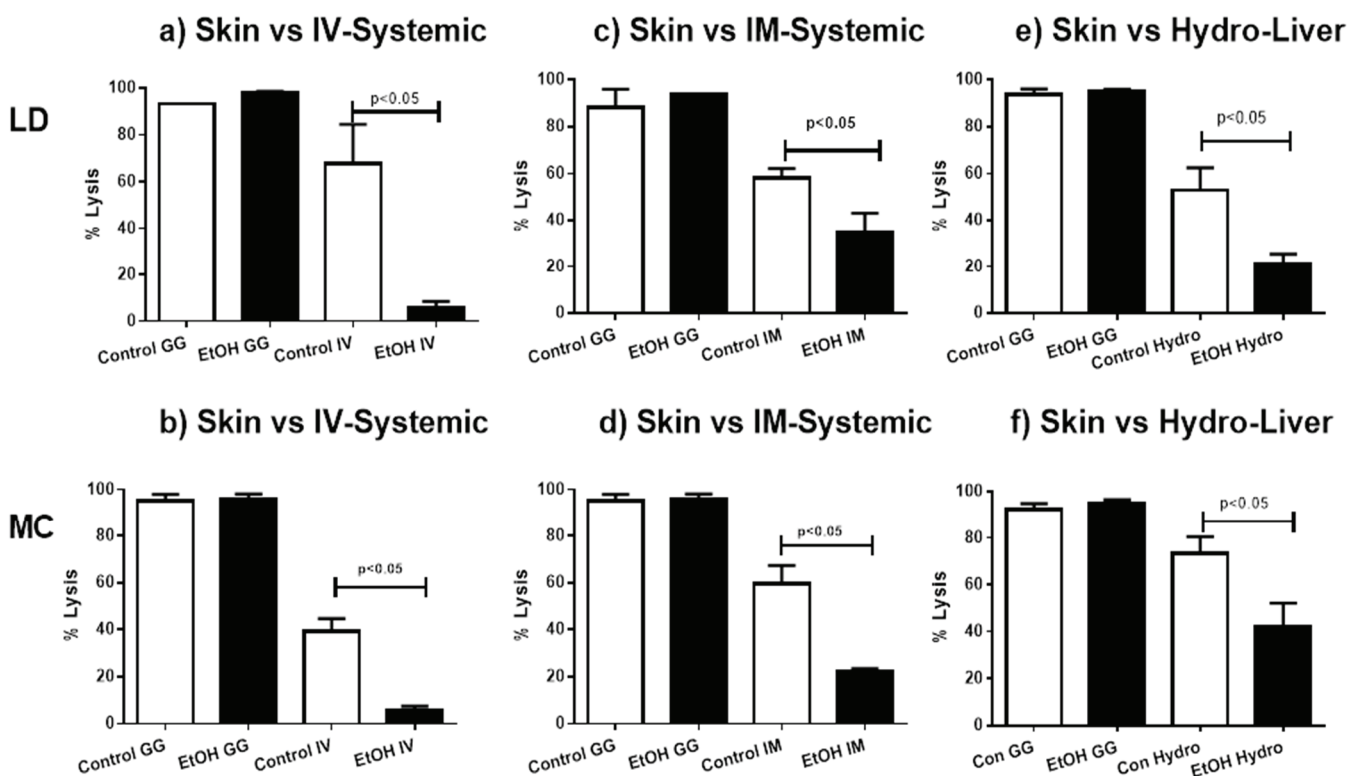 a) Skin vs IV-Systemic
c) Skin vs IM-Systemic
e) Skin vs Hydro-Liver
LD
% Lysis
100
80
60
40
20
0
p<0.05
Control GG
EtOH GG
Control IV
EtOH IV
% Lysis
100
80
60
40
20
0
p<0.05
Control GG
EtOH GG
Control IM
EtOH IM
% Lysis
100
80
60
40
20
0
p<0.05
Control GG
EtOH GG
Control Hydro
EtOH Hydro
b) Skin vs IV-Systemic
d) Skin vs IM-Systemic
f) Skin vs Hydro-Liver
MC
% Lysis
100
80
60
40
20
0
p<0.05
Control GG
EtOH GG
Control IV
EtOH IV
% Lysis
100
80
60
40
20
0
p<0.05
Control GG
EtOH GG
Control IM
EtOH IM
% Lysis
100
80
60
40
20
0
p<0.05
Con GG
EtOH GG
Con Hydro
EtOH Hydro